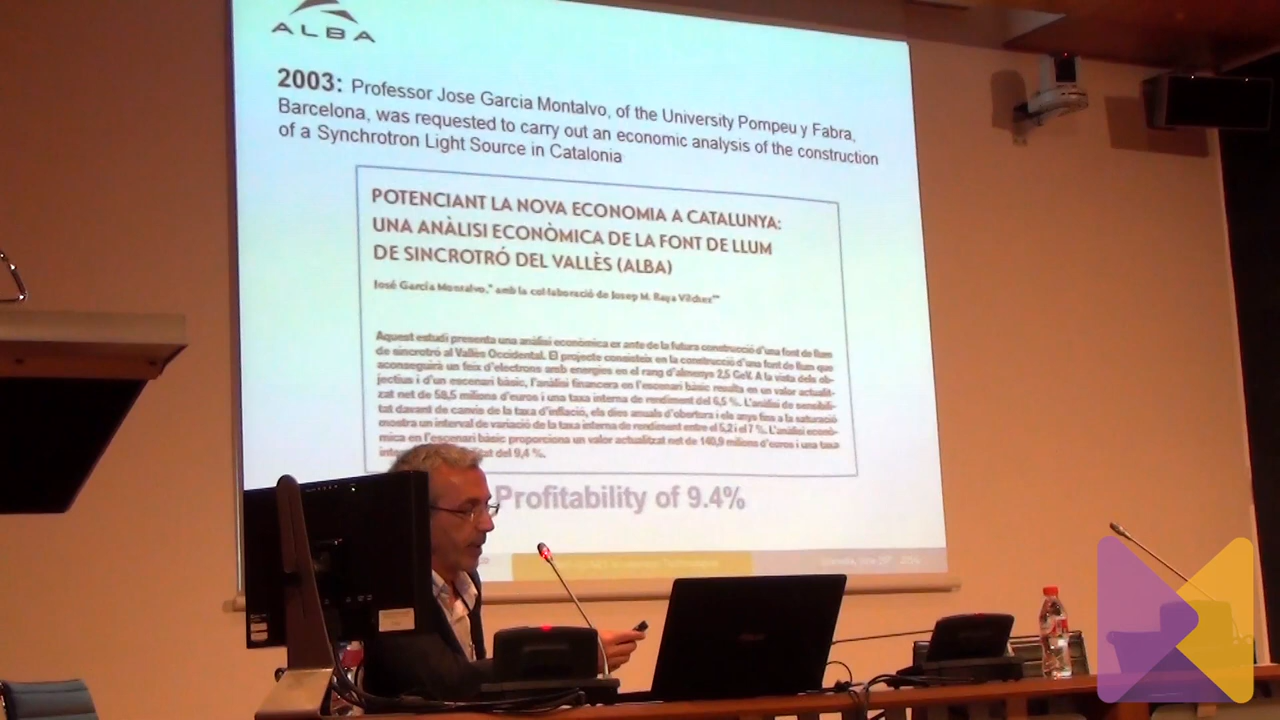 ALBA
2003: Professor Jose Garcia Montalvo, of the University Pompeu y Fabra,
Barcelona, was requested to carry out an economic analysis of the construction
of a Synchrotron Light Source in Catalonia
POTENCIANT LA NOVA ECONOMIA A CATALUNYA:
UNA ANÀLISI ECONÒMICA DE LA FONT DE LLUM
DE SINCROTRÓ DEL VALLÈS (ALBA)
José García Montalvo,* amb la col·laboració de Josep M. Raya Vílchez**
Aquest estudi presenta una anàlisi econòmica ex ante de la futura construcció d'una font de llum
de sincrotró al Vallès Occidental. El projecte consisteix en la construcció d'una font de llum que
aconseguirà un feix d'electrons amb energies en el rang d'almenys 2,5 GeV. A la vista dels ob-
jectius i d'un escenari bàsic, l'anàlisi financera en l'escenari bàsic resulta en un valor actualit-
zat net de 58,5 milions d'euros i una taxa interna de rendiment del 6,5 %. L'anàlisi de sensibili-
tat davant de canvis de la taxa d'inflació, els dies anuals d'obertura i els anys fins a la saturació
mostra un interval de variació de la taxa interna de rendiment entre el 5,2 i el 7 %. L'anàlisi econò-
mica en l'escenari bàsic proporciona un valor actualitzat net de 140,9 milions d'euros i una taxa
del 9,4 %.
Profitability of 9.4%